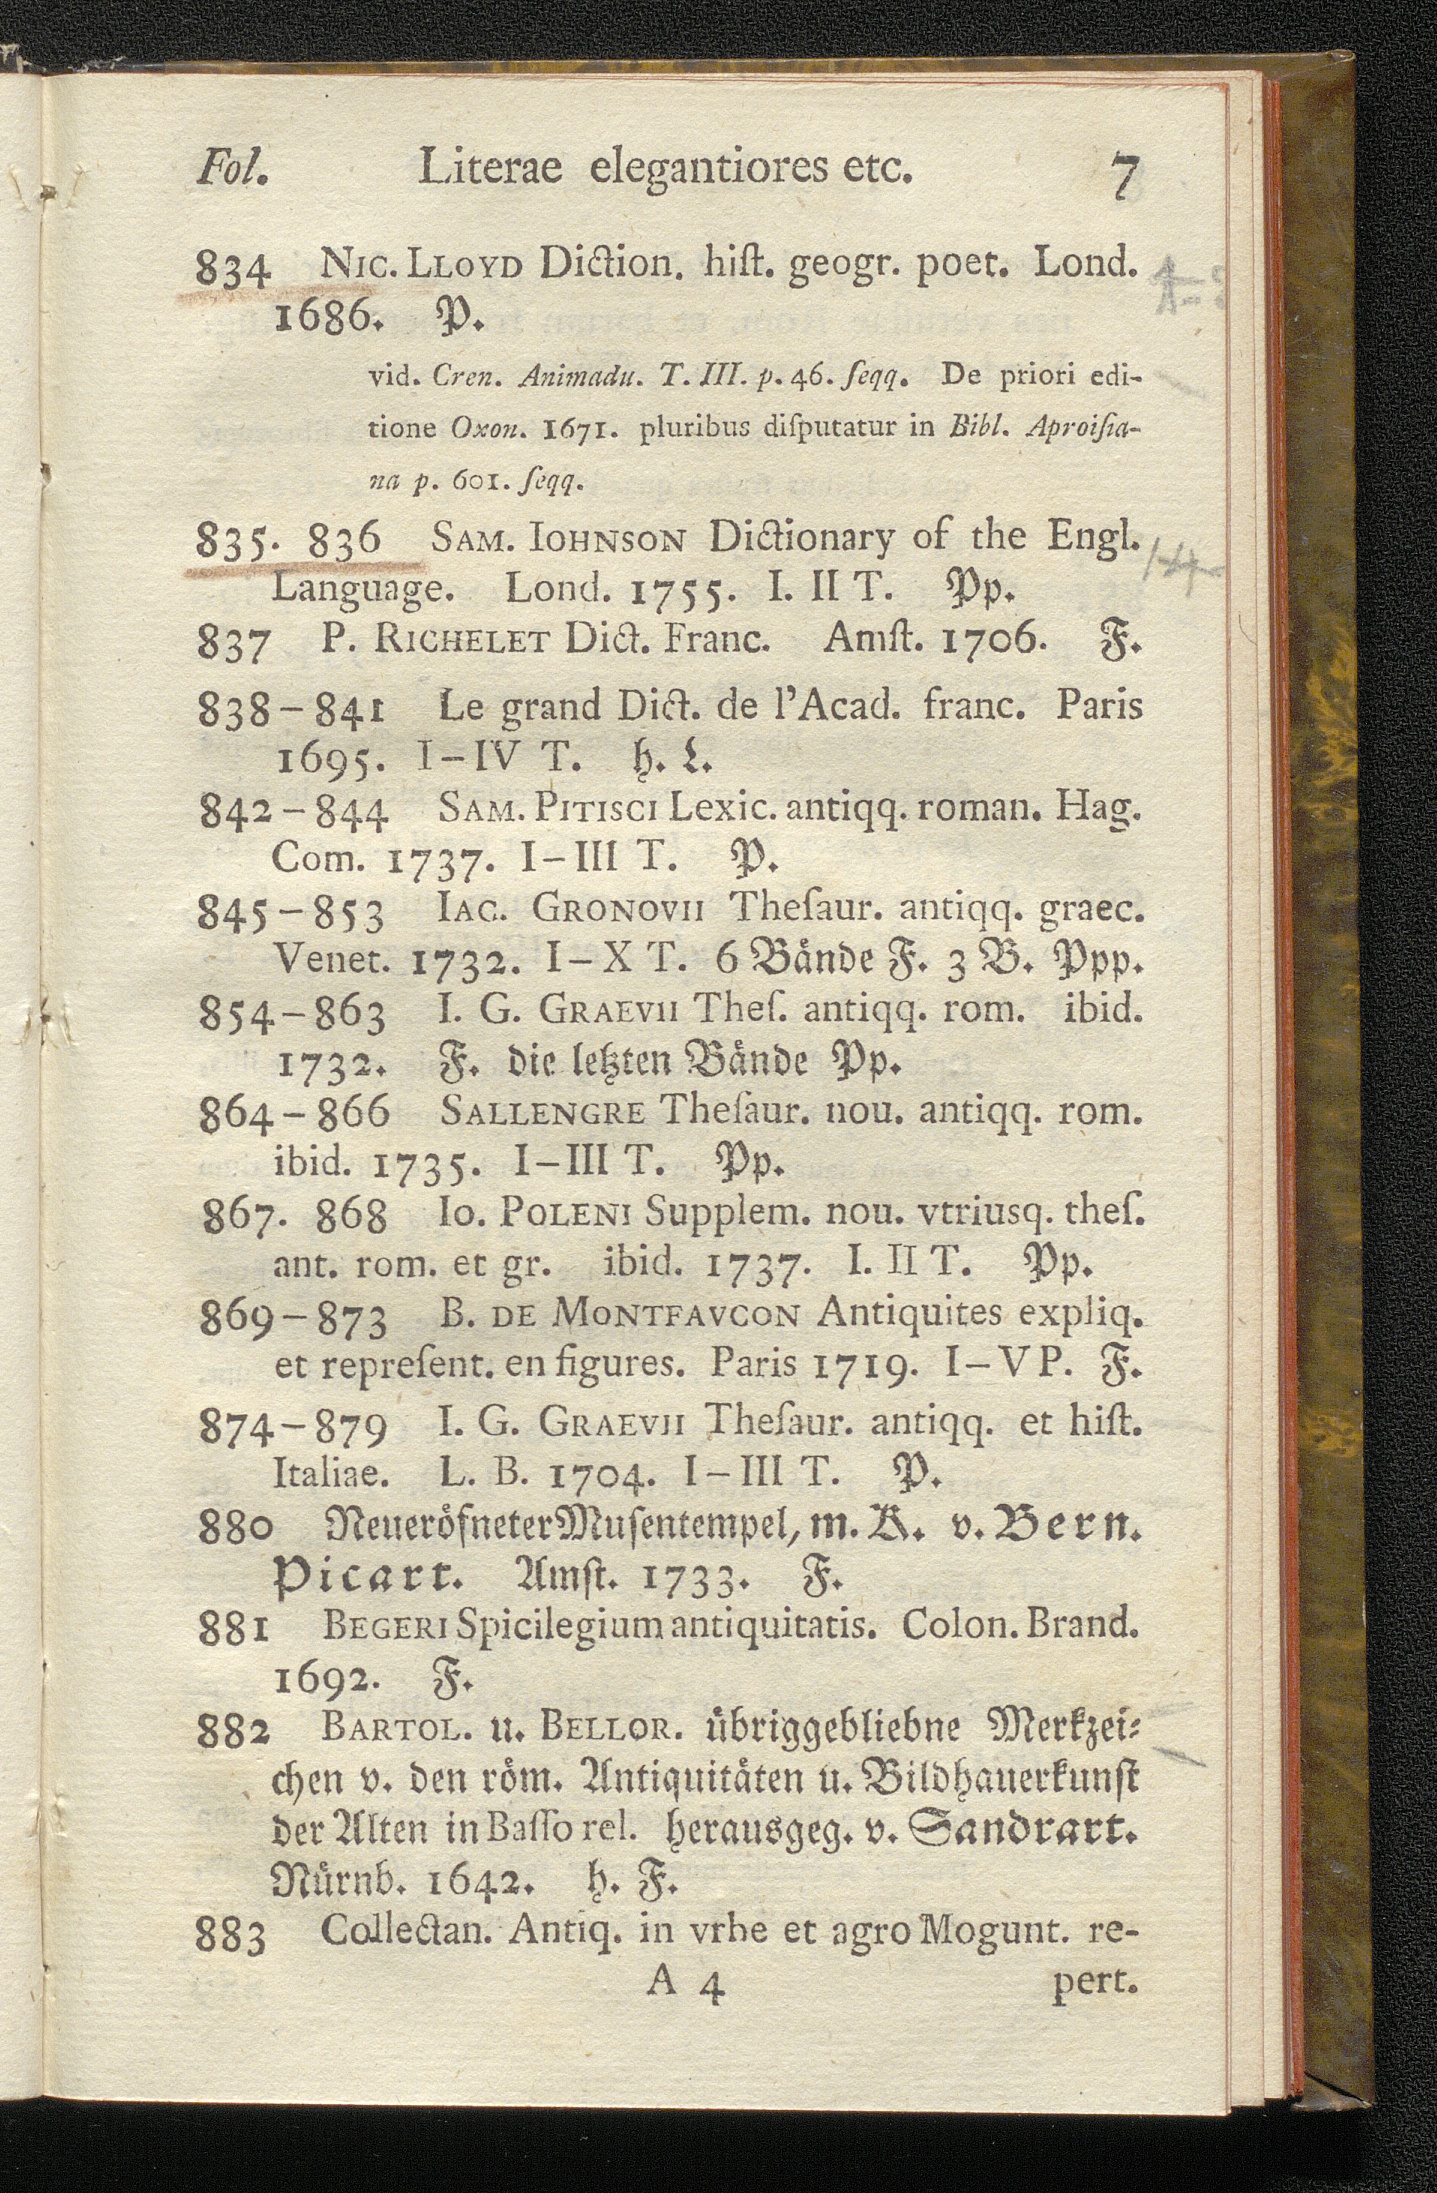 Fol. Literae elegantiores etc. 7
834 Nic. Lloyd Diction. hiſt. geogr. poet. Lond.
1686. P.
vid. Cren. Animadu. T. III. p. 46. ſeqq. De priori edi-
tione Oxon. 1671. pluribus diſputatur in Bibl. Aproiſia-
na p. 601. ſeqq.
835. 836 Sam. Iohnson Dictionary of the Engl.
Language. Lond. 1755. I. II T. Pp.
837 P. Richelet Dict. Franc. Amſt. 1706. F.
838–841 Le grand Dict. de l'Acad. franc. Paris
1695. I–IV T. h. L.
842–844 Sam. Pitisci Lexic. antiqq. roman. Hag.
Com. 1737. I–III T. P.
845–853 Iac. Gronovii Theſaur. antiqq. graec.
Venet. 1732. I–X T. 6 Bände F. 3 B. Ppp.
854–863 I. G. Graevii Theſ. antiqq. rom. ibid.
1732. F. die letzten Bände Pp.
864–866 Sallengre Theſaur. nou. antiqq. rom.
ibid. 1735. I–III T. Pp.
867. 868 Io. Poleni Supplem. nou. vtriusq. theſ.
ant. rom. et gr. ibid. 1737. I. II T. Pp.
869–873 B. de Montfavcon Antiquites expliq.
et repreſent. en figures. Paris 1719. I–V P. F.
874–879 I. G. Graevii Theſaur. antiqq. et hiſt.
Italiae. L. B. 1704. I–III T. P.
880 Neueröfneter Muſentempel, m. K. v. Bern.
Picart. Amſt. 1733. F.
881 Begeri Spicilegium antiquitatis. Colon. Brand.
1692. F.
882 Bartol. u. Bellor. übriggebliebne Merkzei-
chen v. den röm. Antiquitäten u. Bildhauerkunſt
der Alten in Baſſo rel. herausgeg. v. Sandrart.
Nürnb. 1642. h. F.
883 Collectan. Antiq. in vrbe et agro Mogunt. re-
A 4 pert.